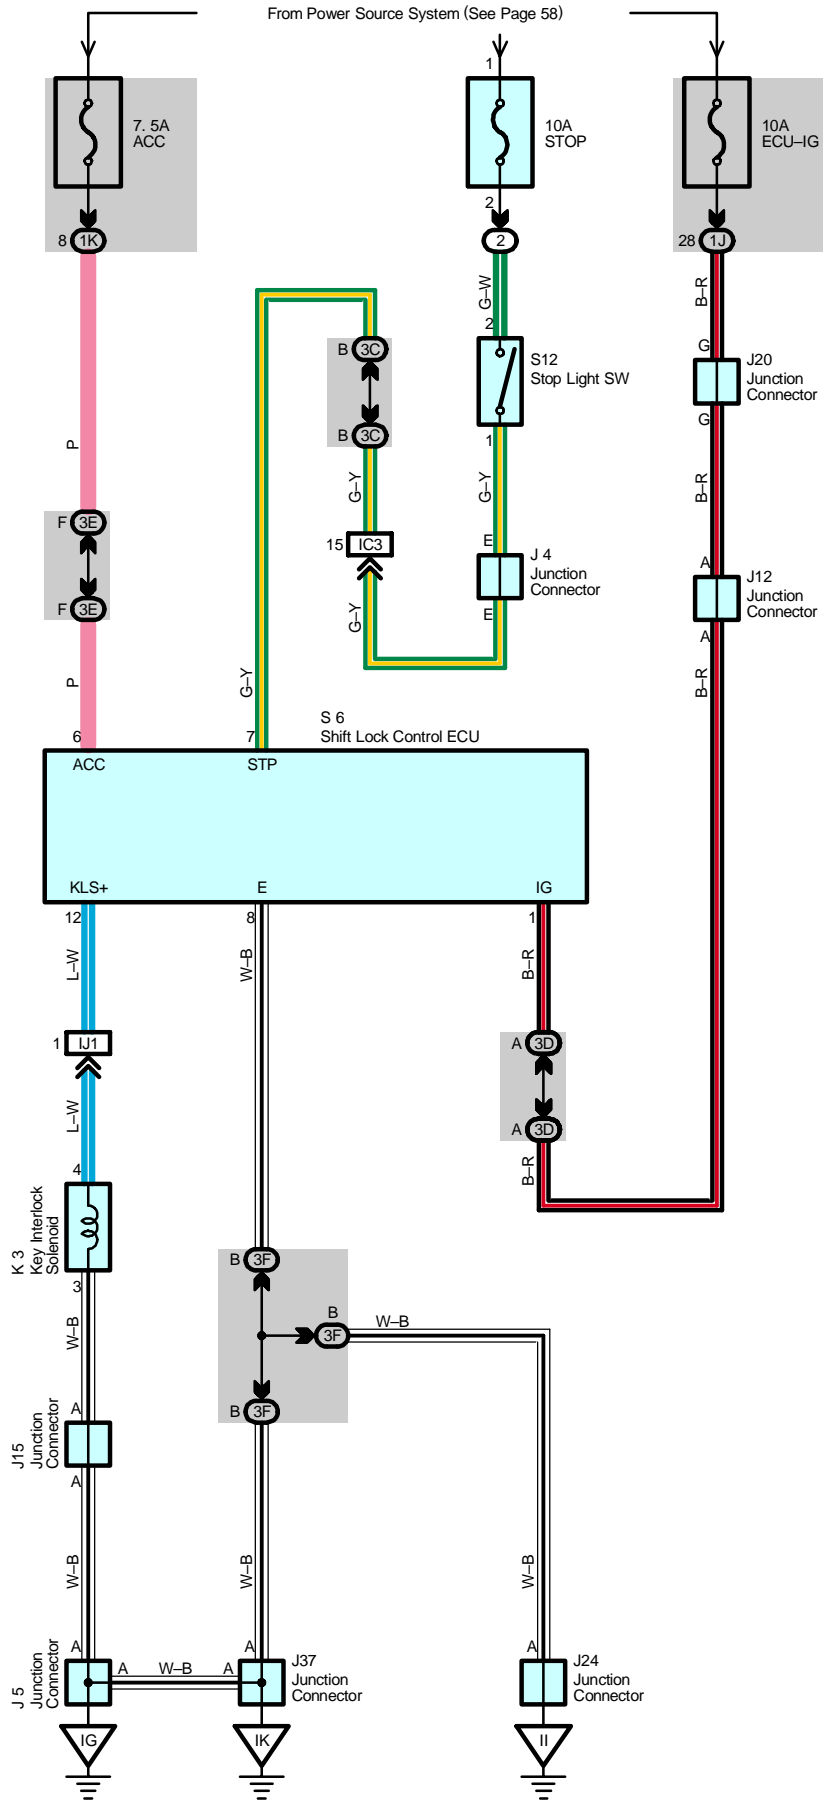 From Power Source System (See Page 58)
1
7. 5A
ACC
10A
STOP
10A
ECU–IG
2
8 1K
2
28 1J
G–W
B–R
2
B 3C
S12
Stop Light SW
G
J20
Junction
Connector
G
B 3C
1
P
G–Y
G–Y
B–R
F 3E
15 IC3
E
J 4
Junction
Connector
E
A
J12
Junction
Connector
A
F 3E
G–Y
P
G–Y
B–R
S 6
Shift Lock Control ECU
6
7
ACC
STP
KLS+
E
IG
12
8
1
L–W
W–B
B–R
1 IJ1
A 3D
L–W
A 3D
B–R
4
K 3
Key Interlock
Solenoid
3
B 3F
W–B
B
3F
W–B
B 3F
A
J15
Junction
Connector
A
W–B
W–B
W–B
A
J 5
Junction
Connector
A
W–B
A
A
J37
Junction
Connector
A
J24
Junction
Connector
IG
IK
II